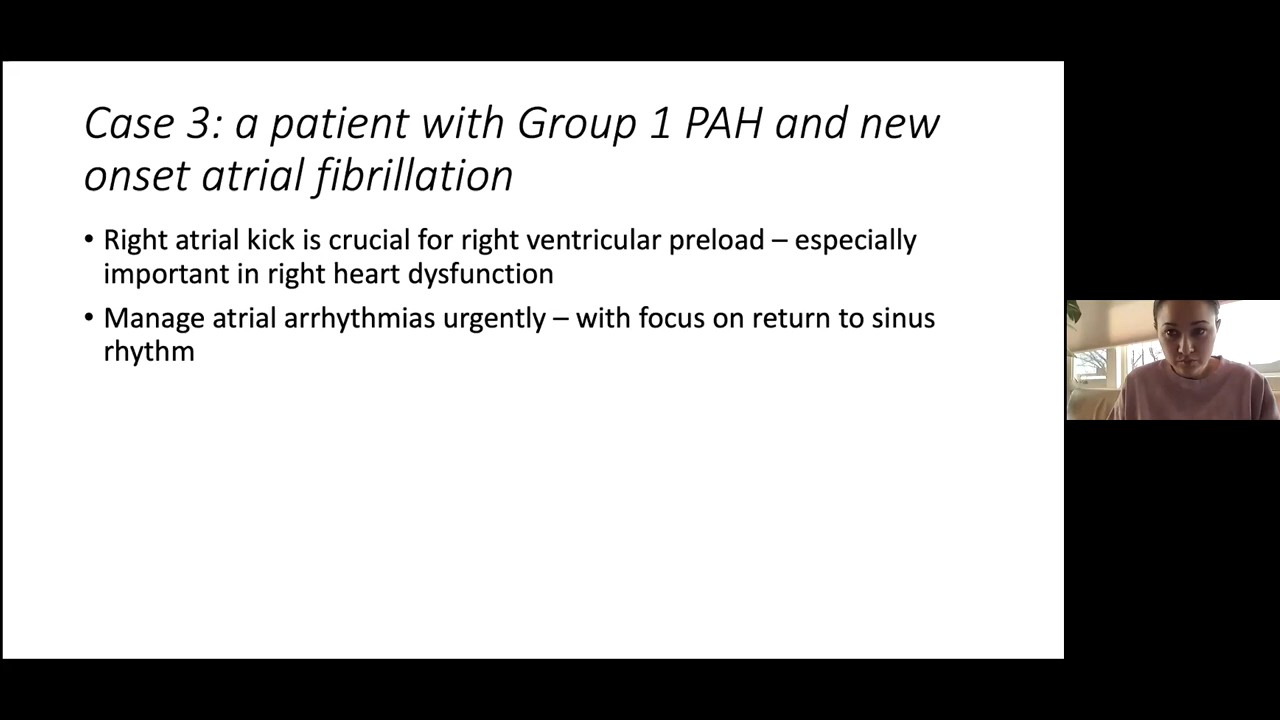 Case 3: a patient with Group 1 PAH and new
onset atrial fibrillation
• Right atrial kick is crucial for right ventricular preload – especially
important in right heart dysfunction
• Manage atrial arrhythmias urgently – with focus on return to sinus
rhythm